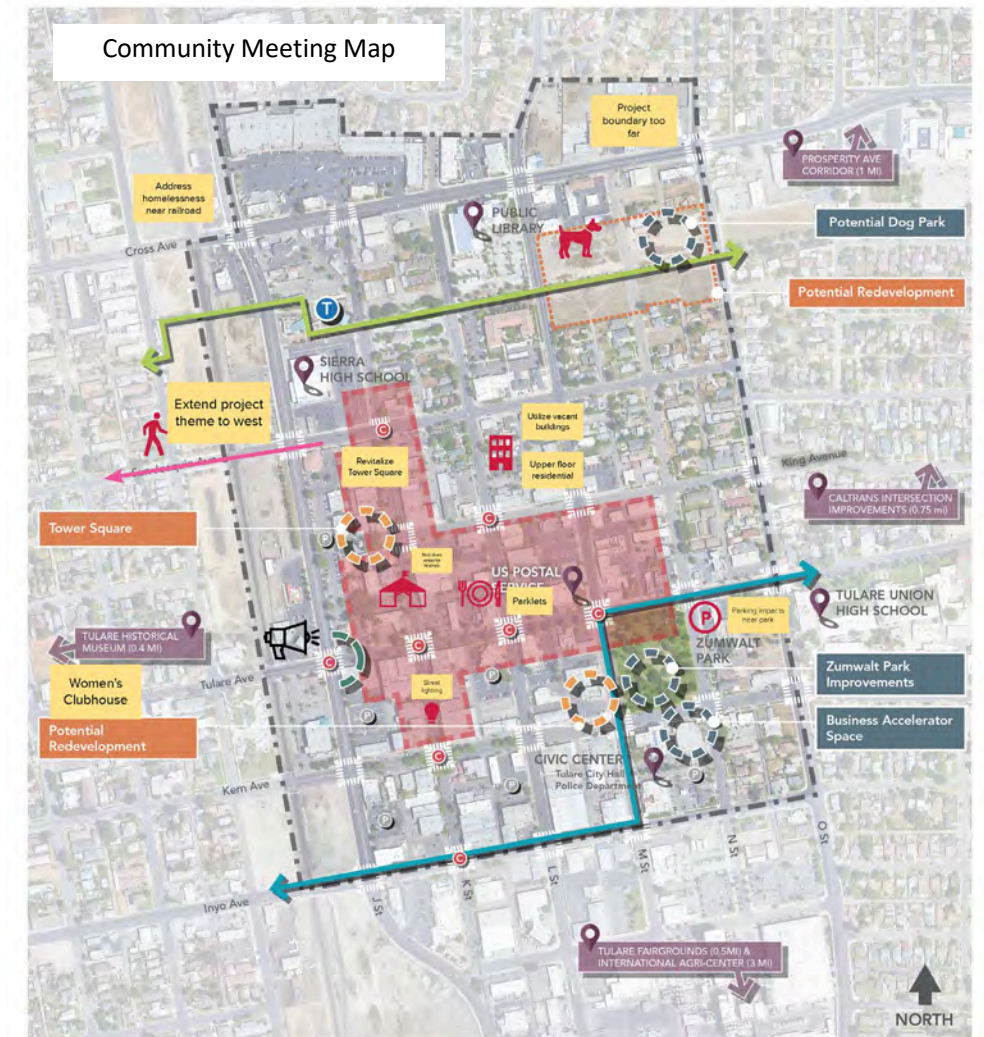 Community Meeting Map
Project
boundary too
far
PROSPERITY AVE
CORRIDOR (1 MI)
Address
homelessness
near railroad
PUBLIC
LIBRARY
Potential Dog Park
Cross Ave
Potential Redevelopment
T
SIERRA
HIGH SCHOOL
Extend project
theme to west
C
Utilize vacant
buildings
Revitalize
Tower Square
Upper floor
residential
King Avenue
CALTRANS INTERSECTION
IMPROVEMENTS (0.75 mi)
Tower Square
P
C
US POSTAL
SERVICE
Parklets
C
C
C
P
Parking impacts
near park
TULARE UNION
HIGH SCHOOL
ZUMWALT
PARK
TULARE HISTORICAL
MUSEUM (0.4 MI)
Tulare Ave
C
Women's
Clubhouse
Street
lighting
P
Zumwalt Park
Improvements
Potential
Redevelopment
P
Business Accelerator
Space
C
CIVIC CENTER
Tulare City Hall
Police Department
P
P
Kern Ave
P
C
Inyo Ave
J St
K St
L St
M St
N St
O St
TULARE FAIRGROUNDS (0.5MI) &
INTERNATIONAL AGRI-CENTER (3 MI)
NORTH